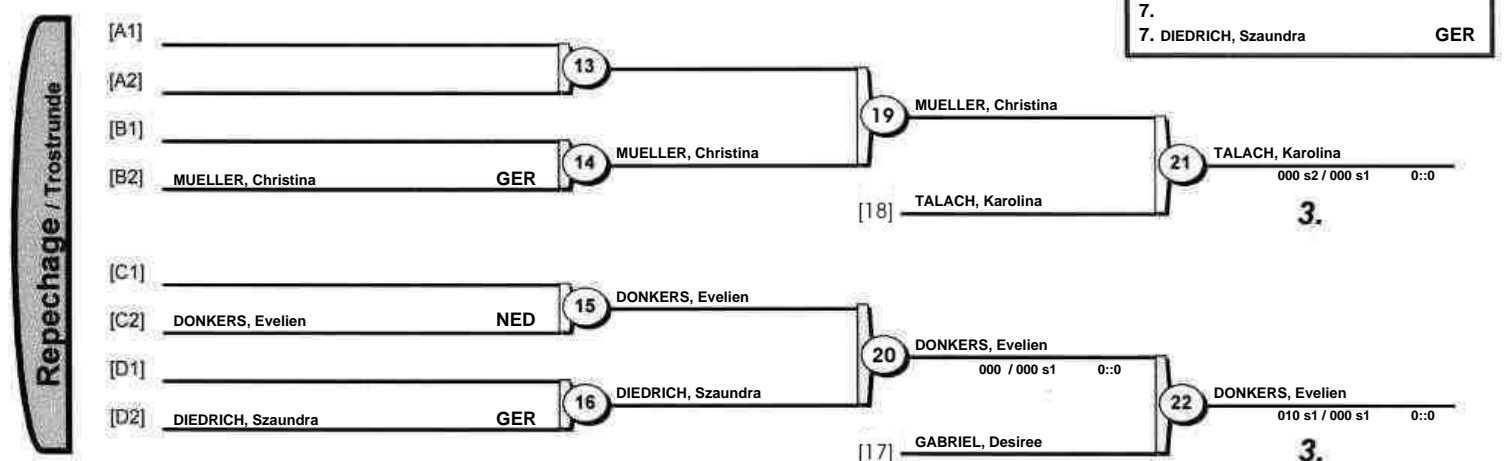 7.
7. DIEDRICH, Szaundra GER
Repechage / Trostrunde
[A1]
13
[A2]
19 MUELLER, Christina
[B1]
14 MUELLER, Christina
21 TALACH, Karolina
000 s2 / 000 s1 0::0
[B2] MUELLER, Christina GER
[18] TALACH, Karolina
3.
[C1]
15 DONKERS, Evelien
[C2] DONKERS, Evelien NED
20 DONKERS, Evelien
000 / 000 s1 0::0
[D1]
16 DIEDRICH, Szaundra
22 DONKERS, Evelien
010 s1 / 000 s1 0::0
[D2] DIEDRICH, Szaundra GER
[17] GABRIEL, Desiree
3.